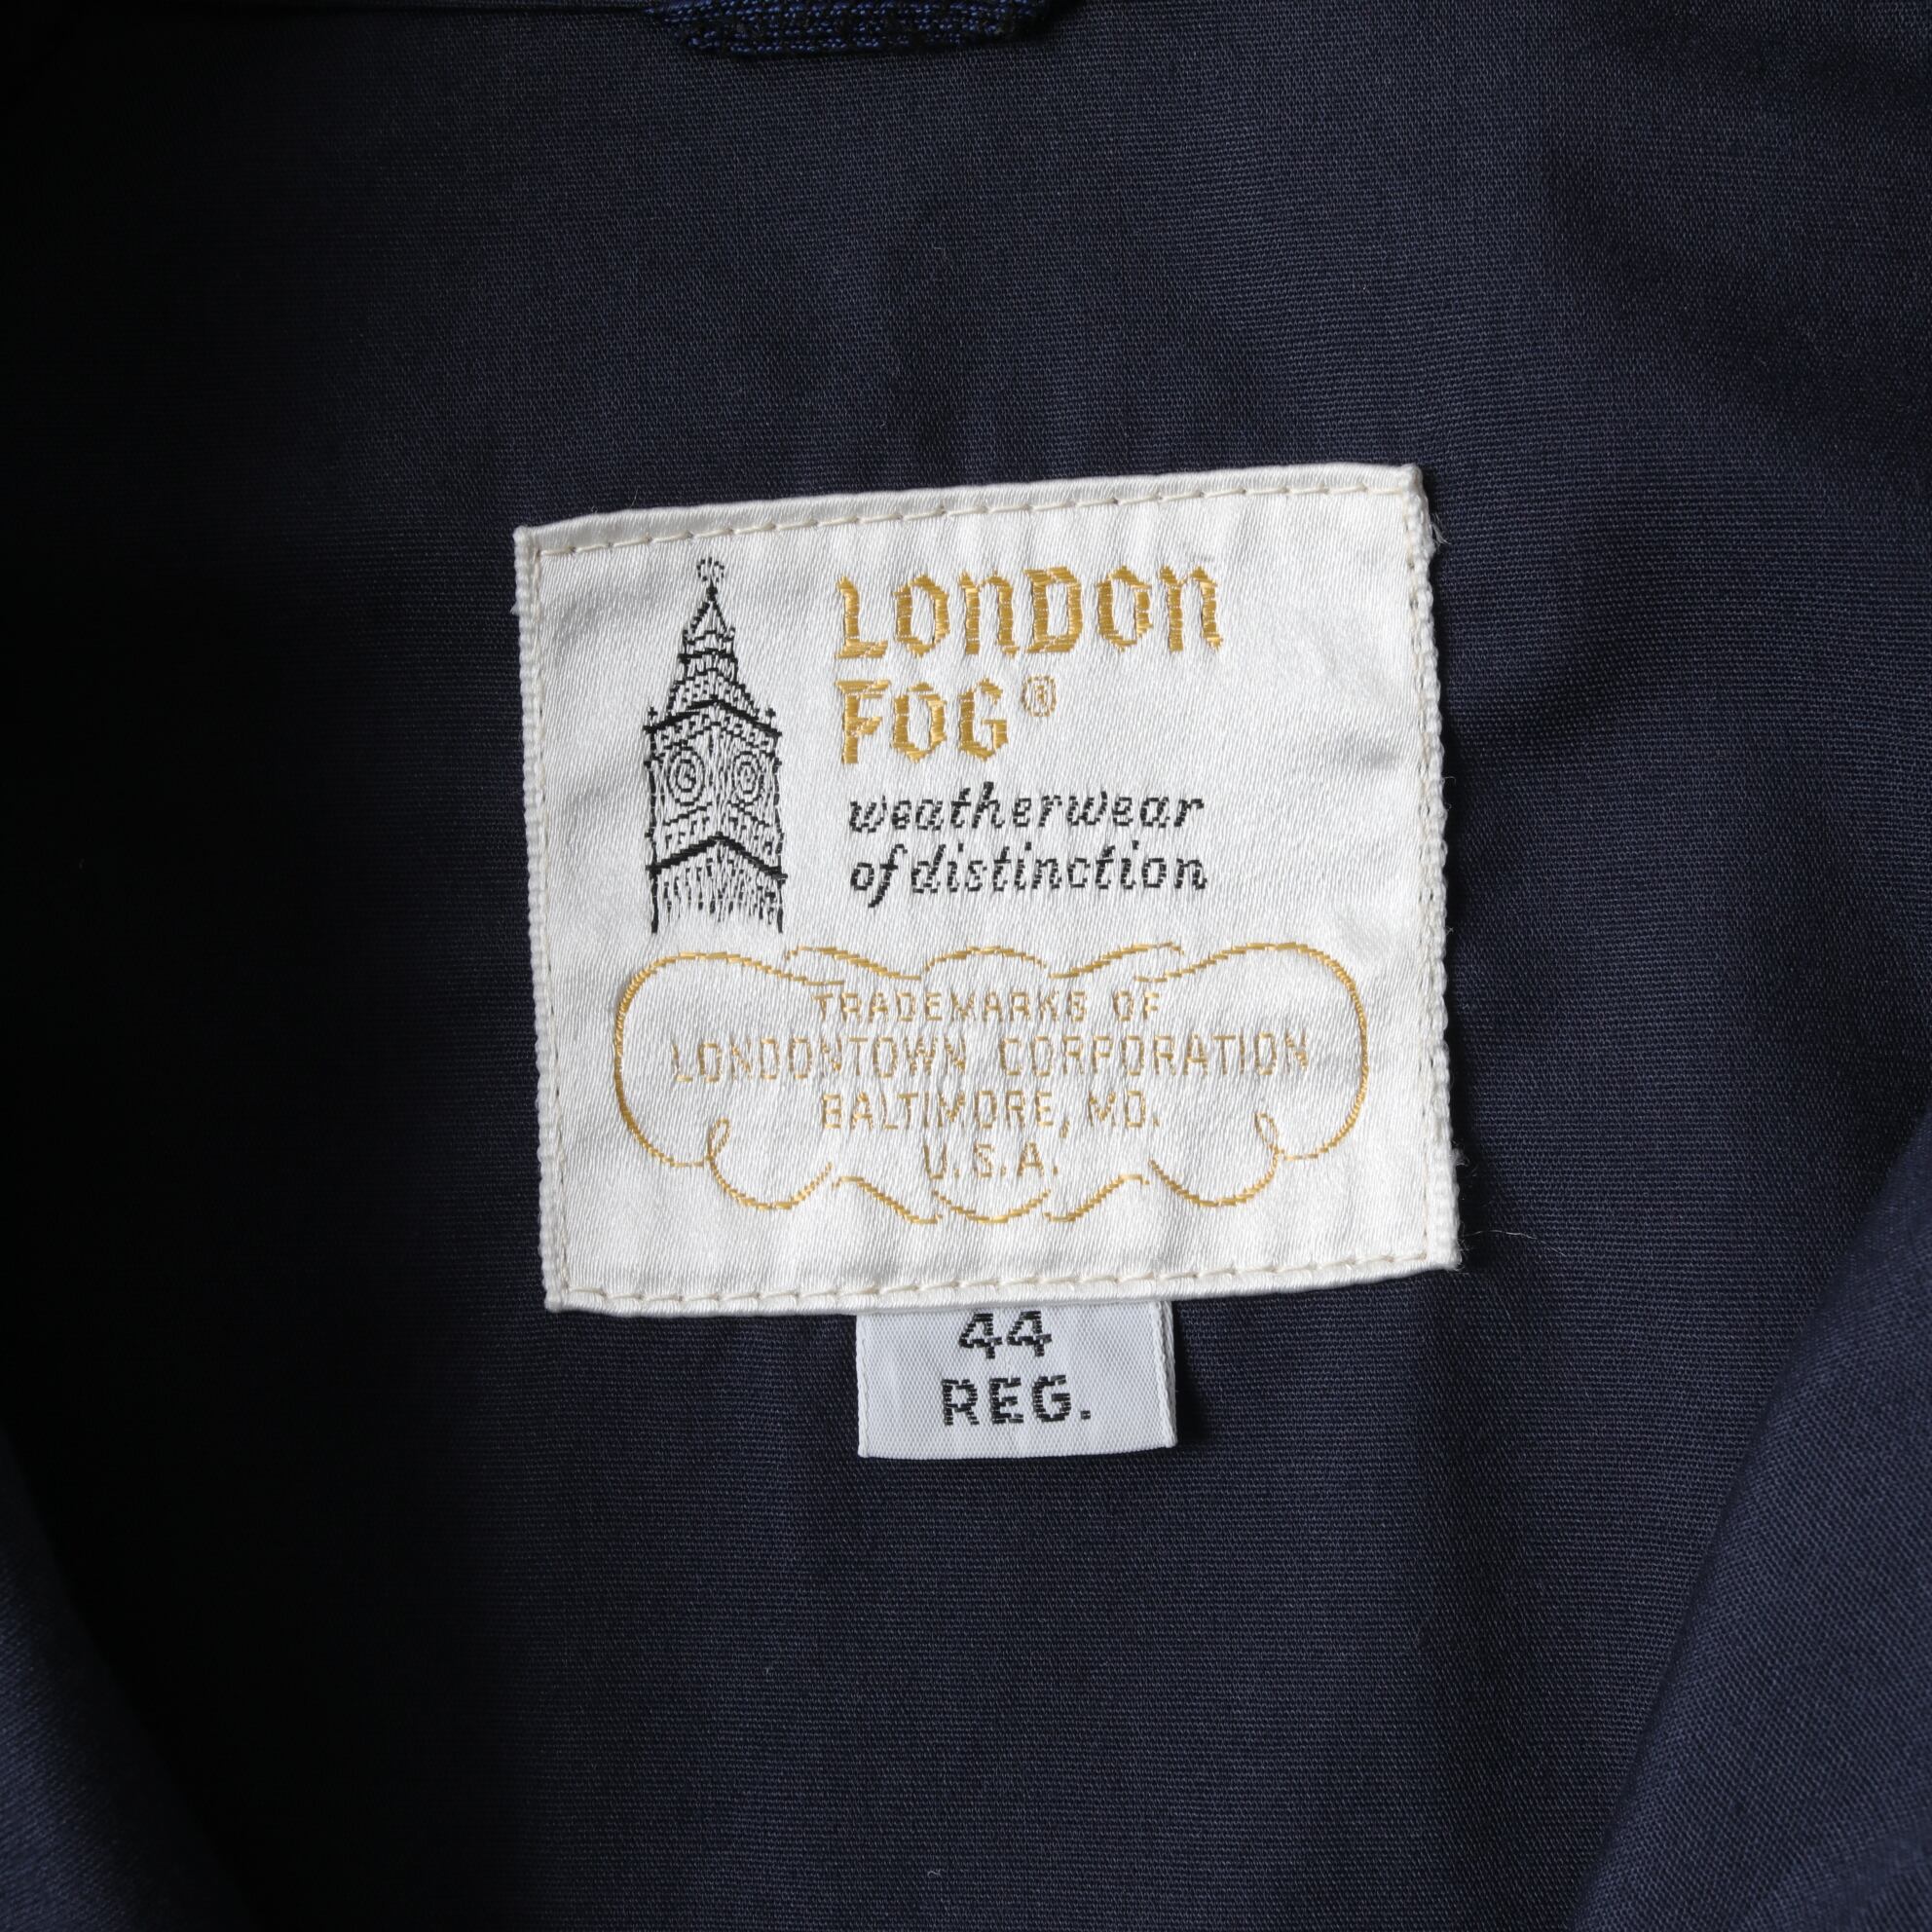 LONDON
FOG®
weatherwear
of distinction
TRADEMARKS OF
LONDONTOWN CORPORATION
BALTIMORE, MD.
U.S.A.
44
REG.